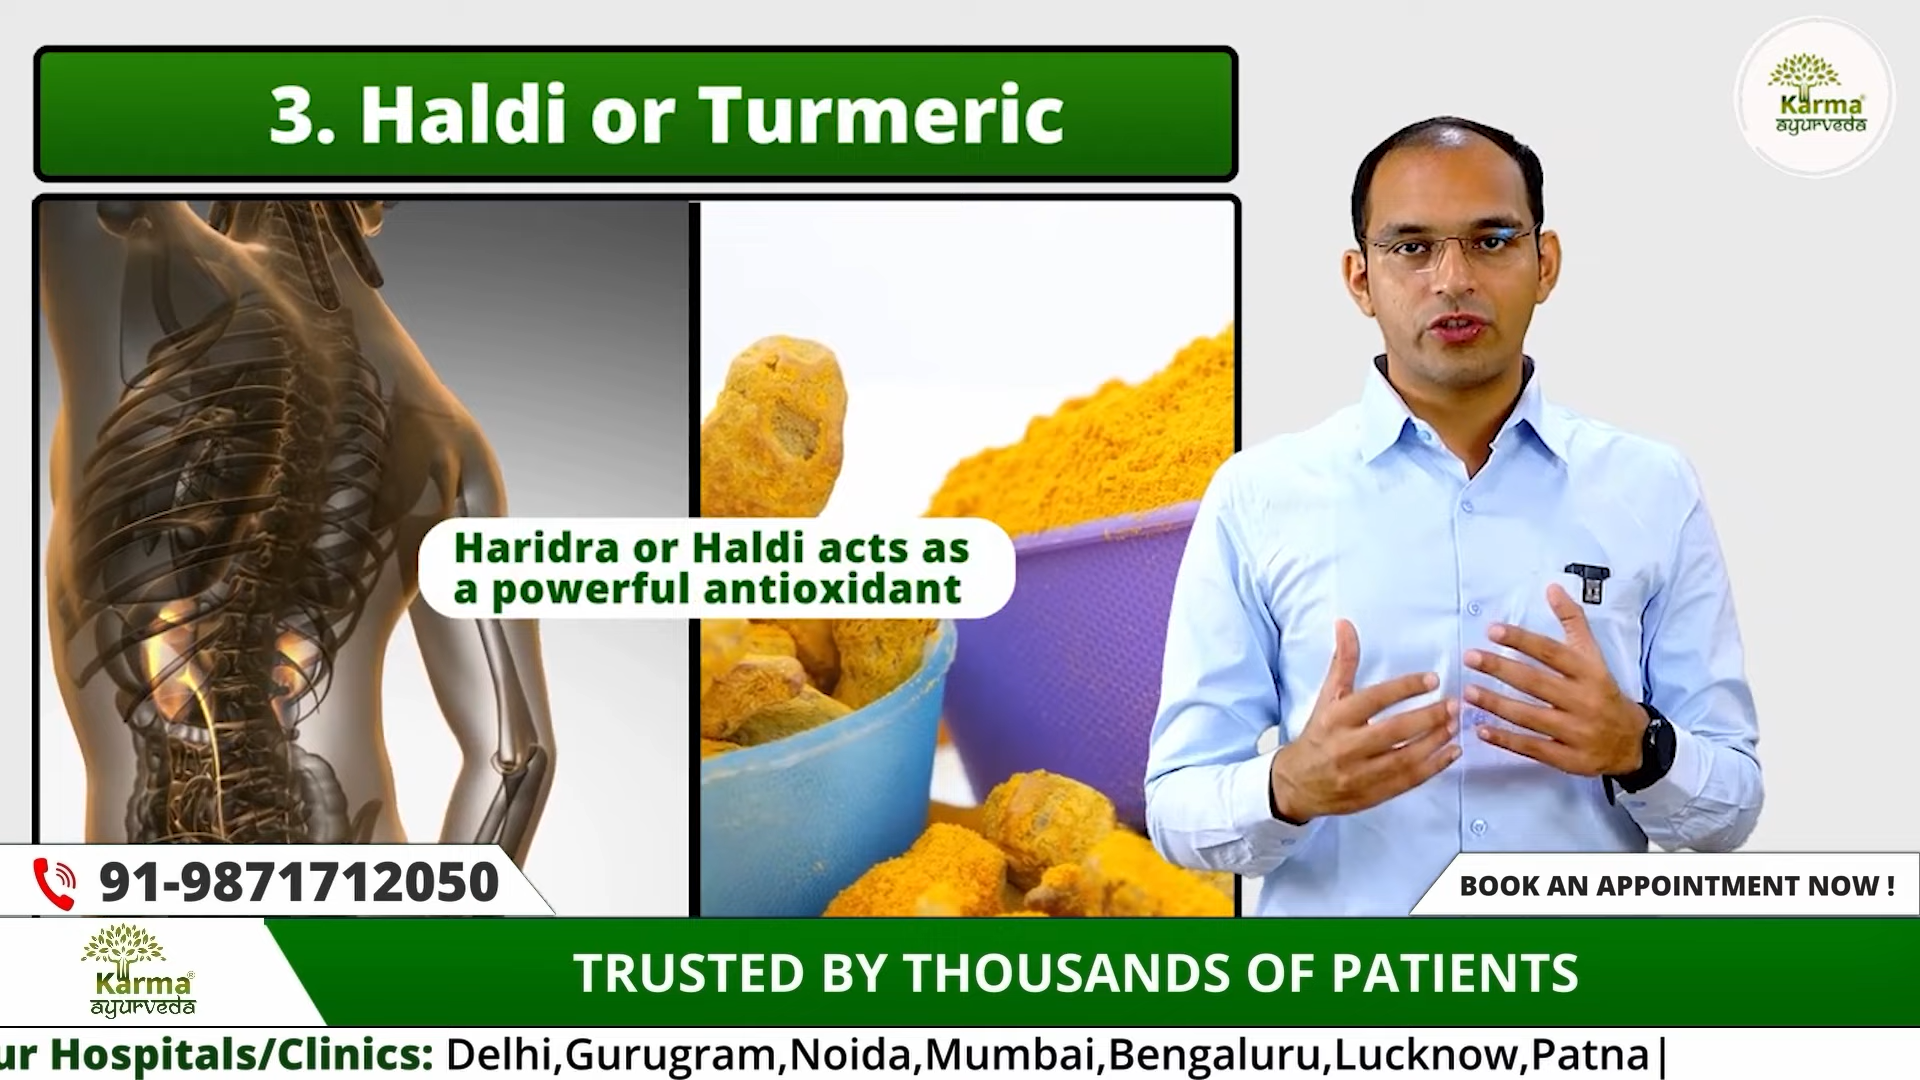 3. Haldi or Turmeric
Karma
ayurveda
Haridra or Haldi acts as
a powerful antioxidant
91-9871712050
BOOK AN APPOINTMENT NOW !
Karma®
ayurveda
TRUSTED BY THOUSANDS OF PATIENTS
ur Hospitals/Clinics: Delhi,Gurugram,Noida,Mumbai,Bengaluru,Lucknow,Patna|